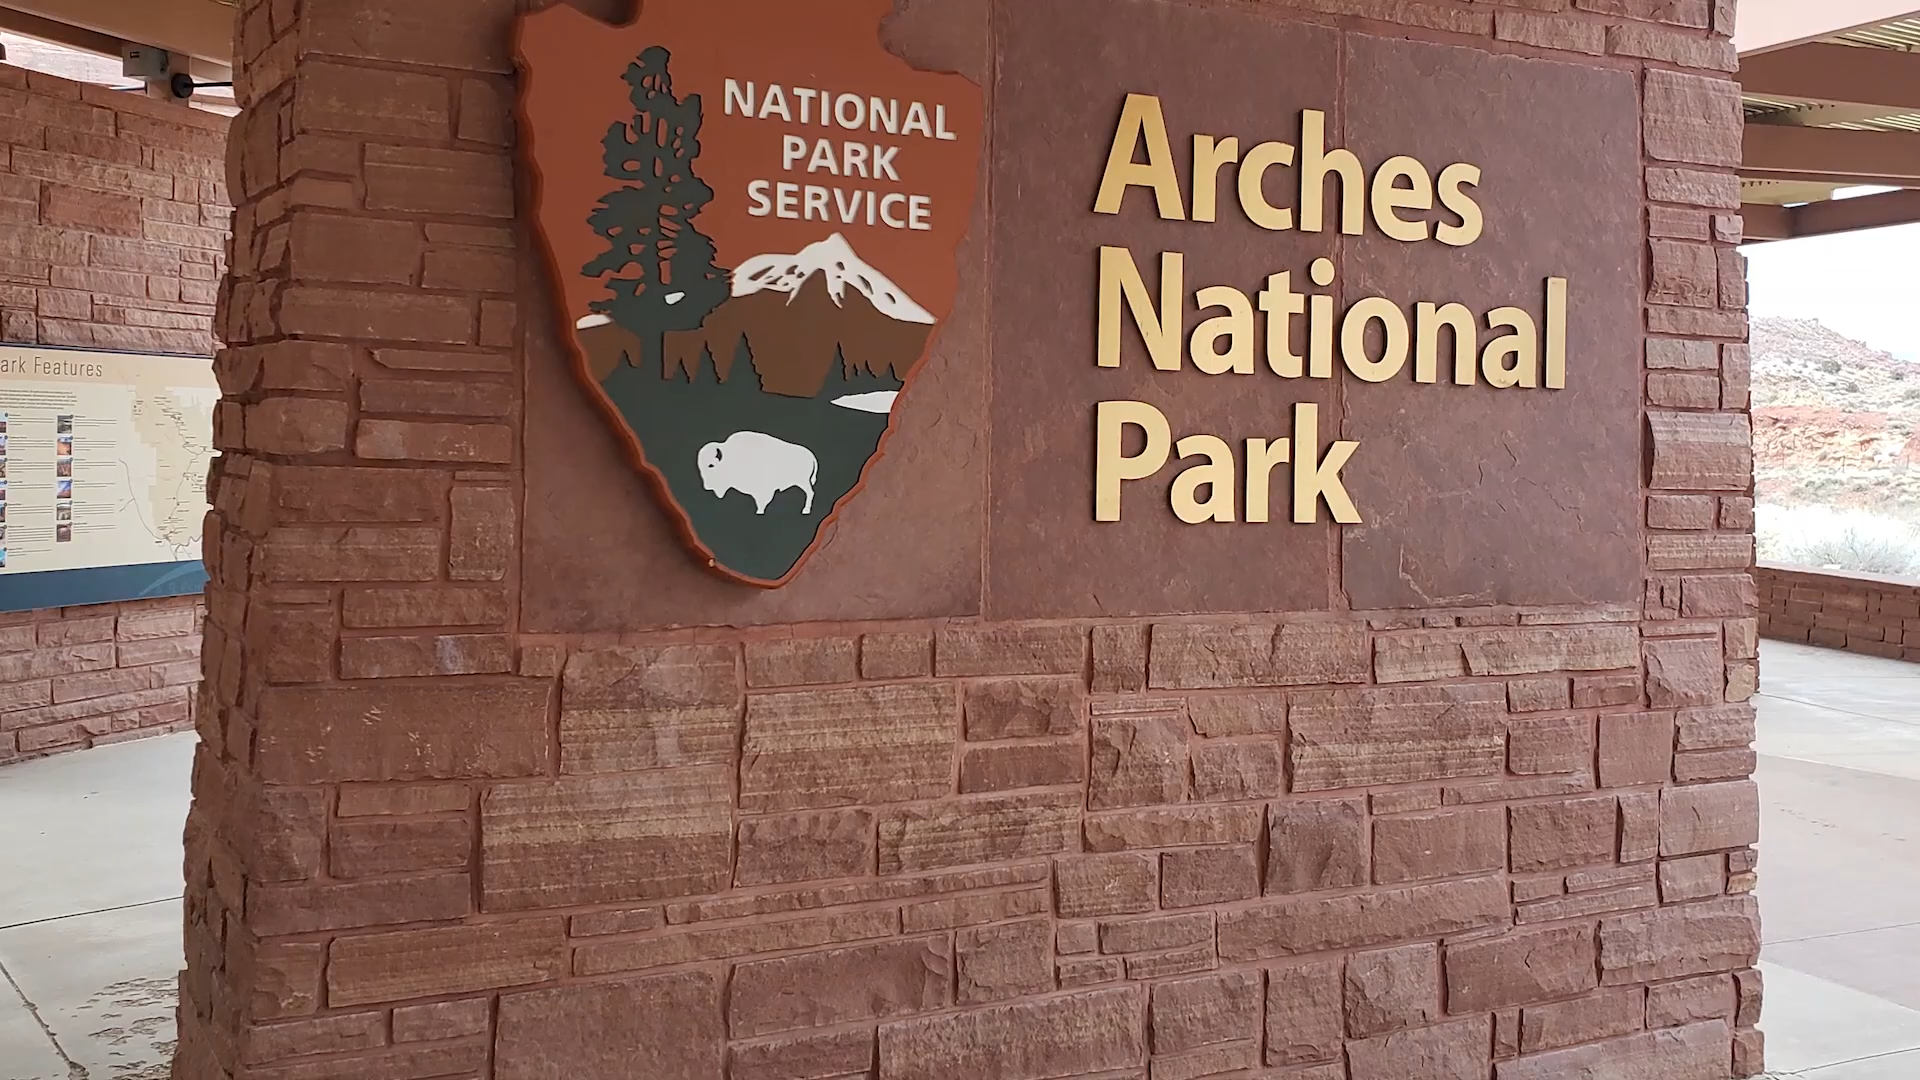 ark Features
NATIONAL
PARK
SERVICE
Arches
National
Park